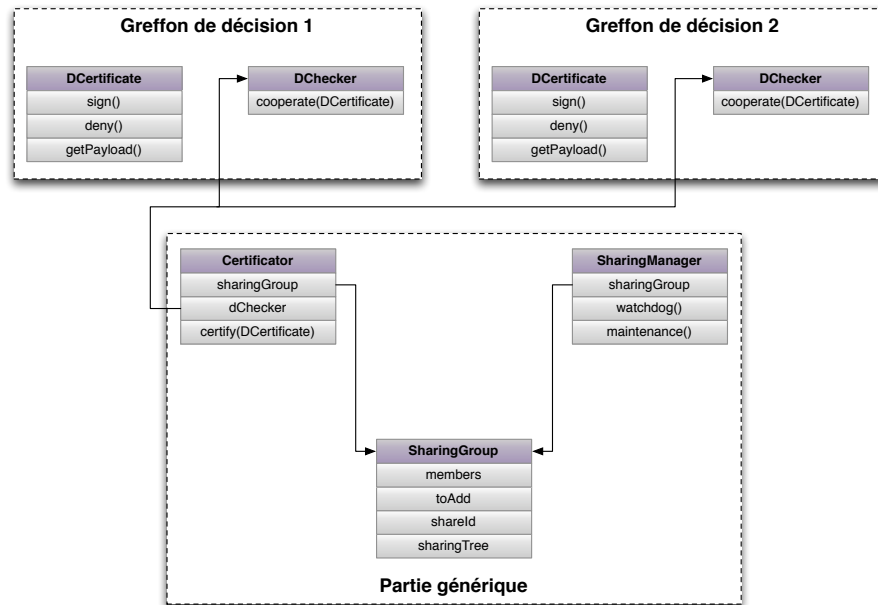 Greffon de décision 1
DCertificate
sign()
deny()
getPayload()
DChecker
cooperate(DCertificate)
Greffon de décision 2
DCertificate
sign()
deny()
getPayload()
DChecker
cooperate(DCertificate)
Certificator
sharingGroup
dChecker
certify(DCertificate)
SharingManager
sharingGroup
watchdog()
maintenance()
SharingGroup
members
toAdd
shareId
sharingTree
Partie générique